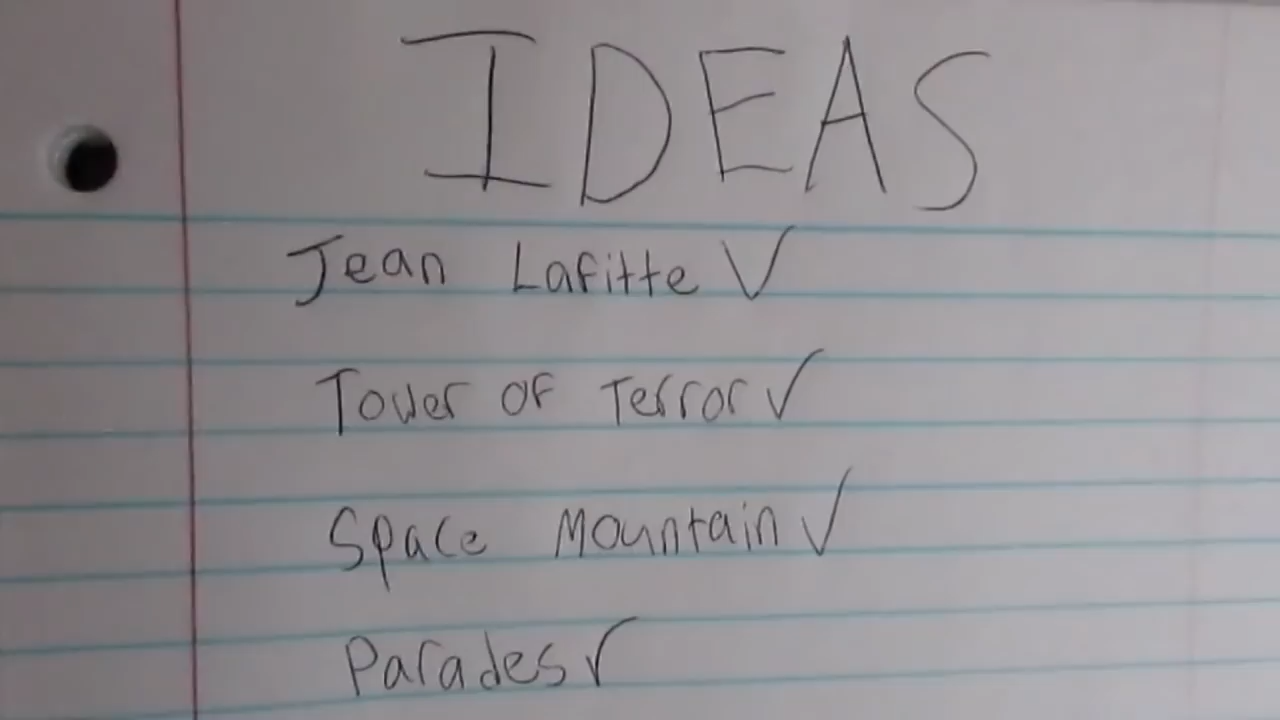 IDEAS
Jean Lafitte ✓
Tower of Terror ✓
Space Mountain ✓
Parades ✓